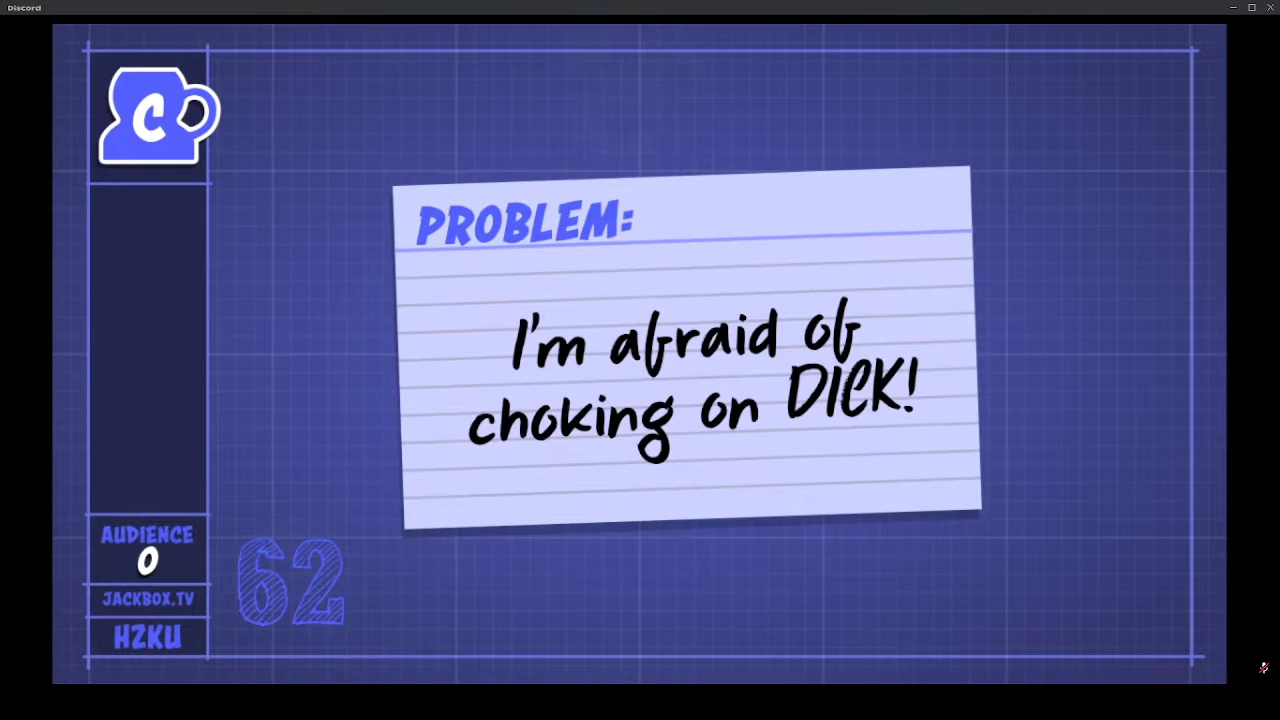 Discord
C
PROBLEM:
I'm afraid of
choking on DICK!
AUDIENCE
0
62
JACKBOX.TV
HZKU